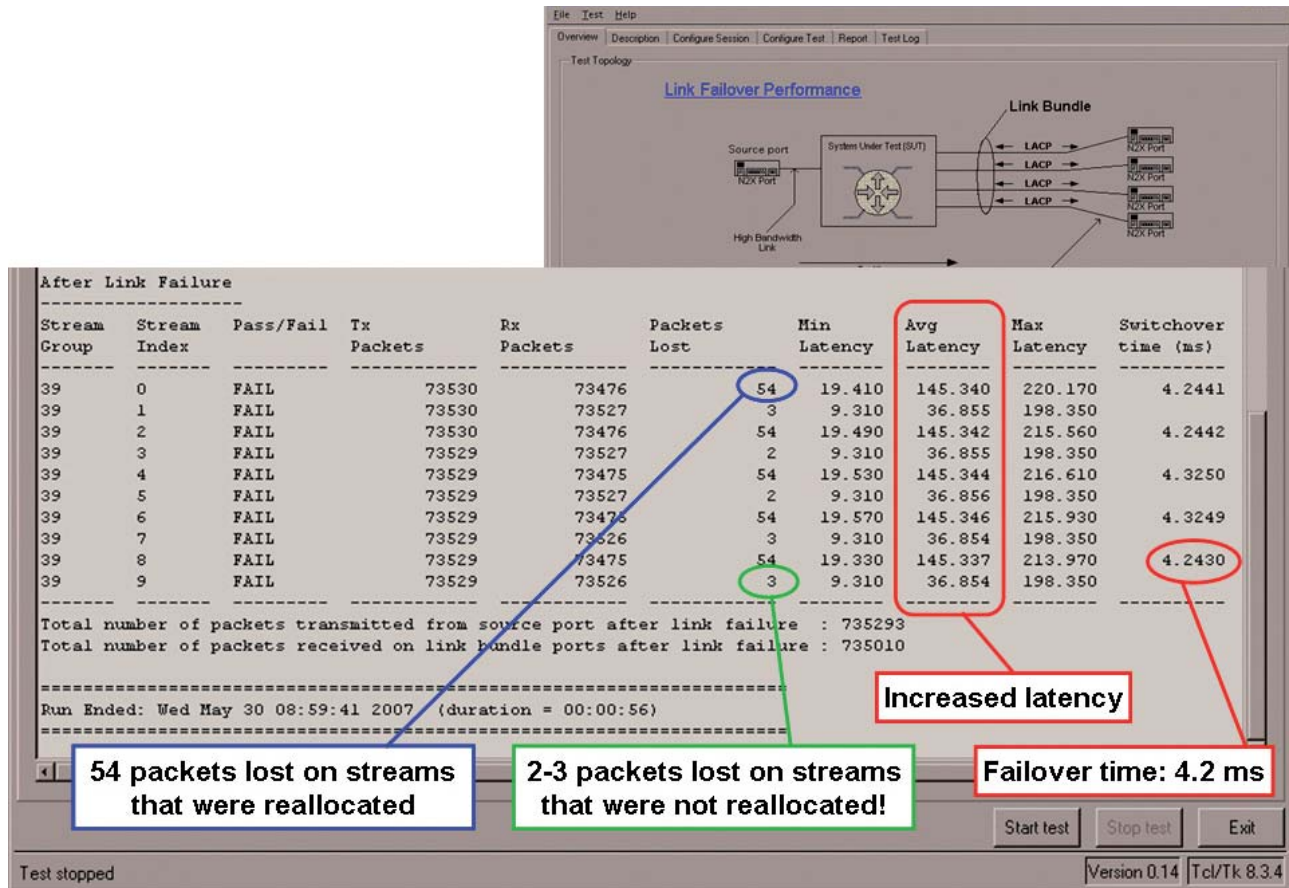 File Test Help
Overview Description Configure Session Configure Test Report Test Log
Test Topology
Link Failover Performance
Link Bundle
Source port
System Under Test (SUT)
N2X Port
LACP
LACP
LACP
LACP
N2X Port
N2X Port
N2X Port
N2X Port
High Bandwidth
Link
After Link Failure
Stream Stream Pass/Fail Tx Rx Packets Min Avg Max Switchover
Group Index Packets Packets Lost Latency Latency Latency time (ms)
39 0 FAIL 73530 73476 54 19.410 145.340 220.170 4.2441
39 1 FAIL 73530 73527 3 9.310 36.855 198.350
39 2 FAIL 73530 73476 54 19.490 145.342 215.560 4.2442
39 3 FAIL 73529 73527 2 9.310 36.855 198.350
39 4 FAIL 73529 73475 54 19.530 145.344 216.610 4.3250
39 5 FAIL 73529 73527 2 9.310 36.856 198.350
39 6 FAIL 73529 73475 54 19.570 145.346 215.930 4.3249
39 7 FAIL 73529 73526 3 9.310 36.854 198.350
39 8 FAIL 73529 73475 54 19.330 145.337 213.970 4.2430
39 9 FAIL 73529 73526 3 9.310 36.854 198.350
Total number of packets transmitted from source port after link failure : 735293
Total number of packets received on link bundle ports after link failure : 735010
Run Ended: Wed May 30 08:59:41 2007 (duration = 00:00:56)
Increased latency
54 packets lost on streams
that were reallocated
2-3 packets lost on streams
that were not reallocated!
Failover time: 4.2 ms
Start test Stop test Exit
Test stopped
Version 0.14 Tcl/Tk 8.3.4